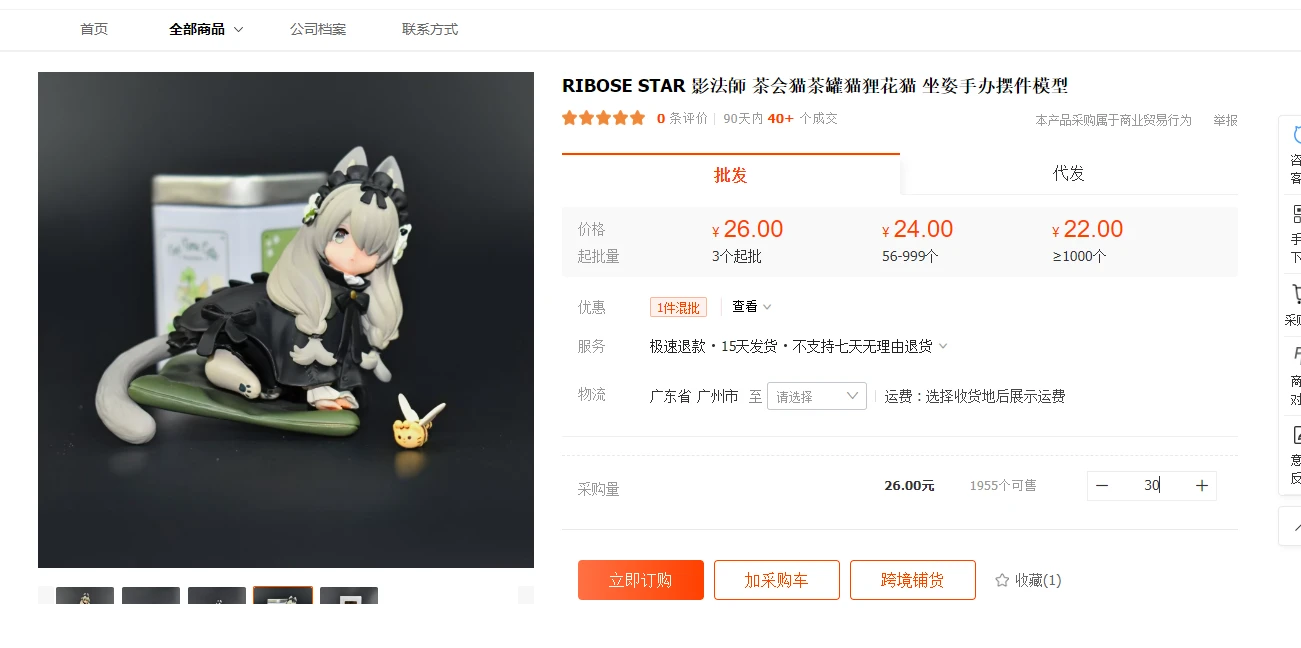 首页 全部商品 公司档案 联系方式
RIBOSE STAR 影法師 茶会猫茶罐猫狸花猫 坐姿手办摆件模型
0 条评价 90天内 40+ 个成交 本产品采购属于商业贸易行为 举报
批发 代发
价格 ¥26.00 ¥24.00 ¥22.00
起批量 3个起批 56-999个 ≥1000个
优惠 1件混批 查看
服务 极速退款·15天发货·不支持七天无理由退货
物流 广东省 广州市 至 请选择 运费：选择收货地后展示运费
采购量 26.00元 1955个可售 − 30 +
立即订购 加采购车 跨境铺货 收藏(1)
咨
客
手
下
采购
商
对
意
反